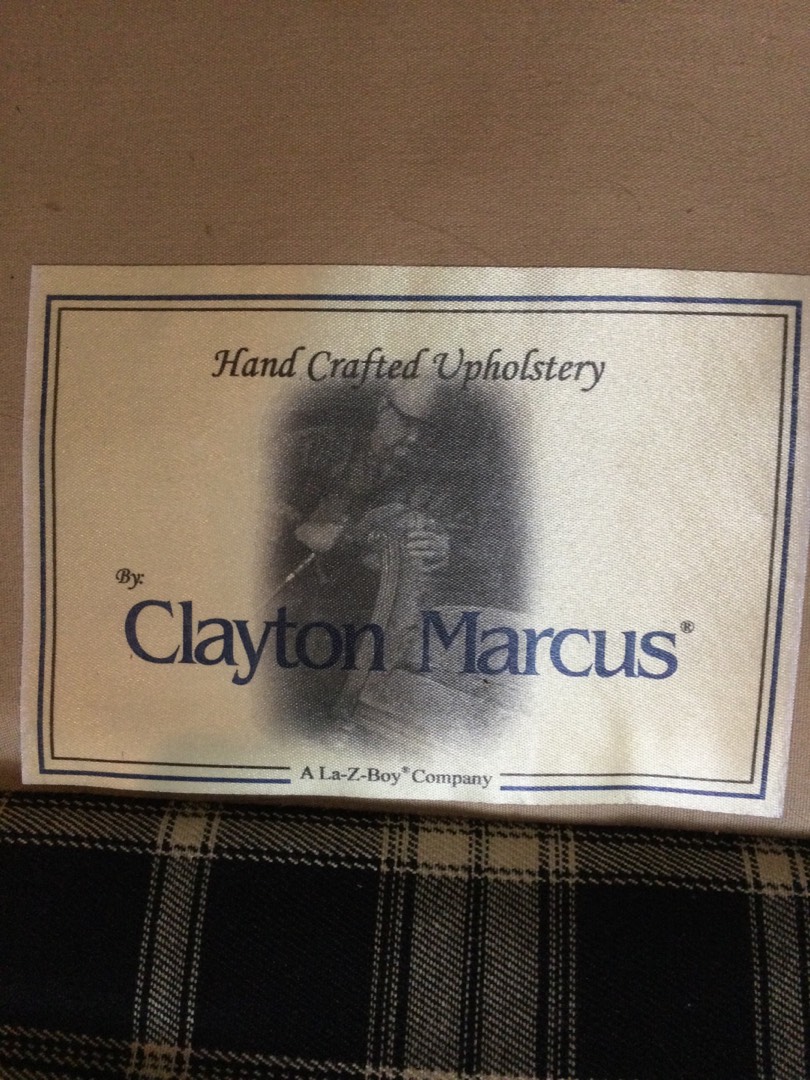 Hand Crafted Upholstery
By:
Clayton Marcus®
A La-Z-Boy® Company